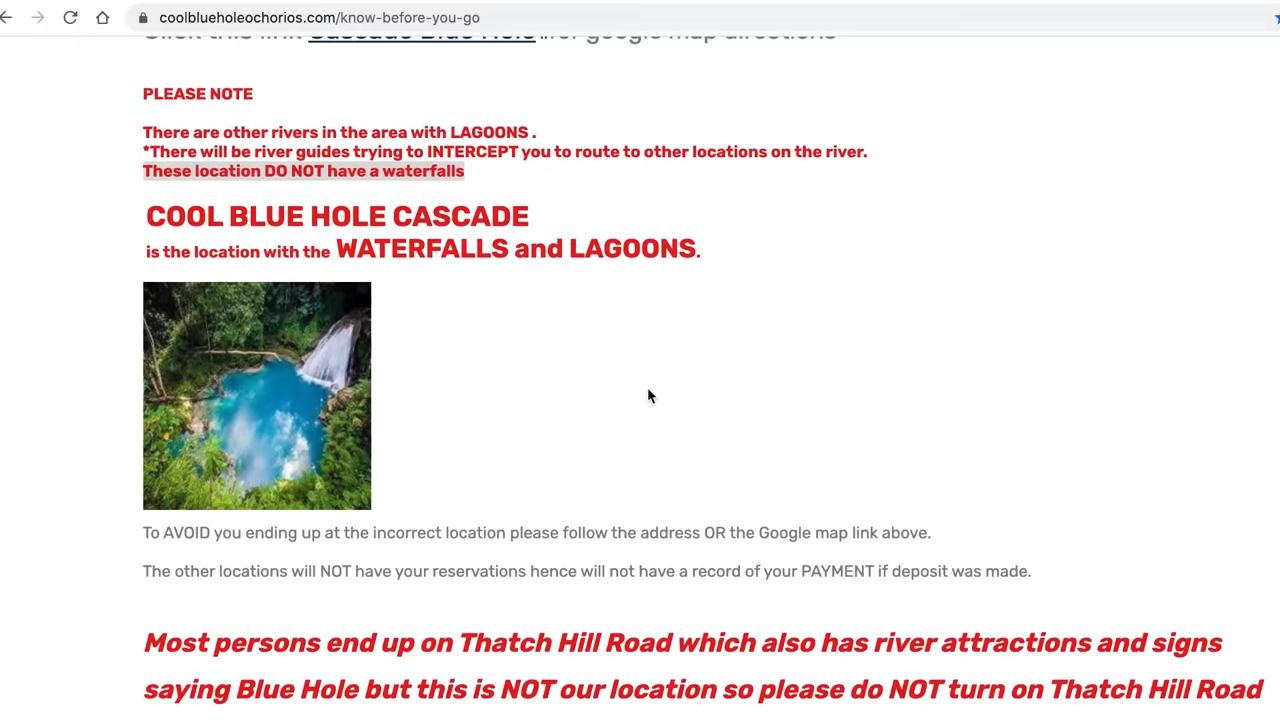 coolblueholeochorios.com/know-before-you-go
Click this link Cascade Blue Hole for google map directions
PLEASE NOTE
There are other rivers in the area with LAGOONS .
*There will be river guides trying to INTERCEPT you to route to other locations on the river.
These location DO NOT have a waterfalls
COOL BLUE HOLE CASCADE
is the location with the WATERFALLS and LAGOONS.
To AVOID you ending up at the incorrect location please follow the address OR the Google map link above.
The other locations will NOT have your reservations hence will not have a record of your PAYMENT if deposit was made.
Most persons end up on Thatch Hill Road which also has river attractions and signs
saying Blue Hole but this is NOT our location so please do NOT turn on Thatch Hill Road